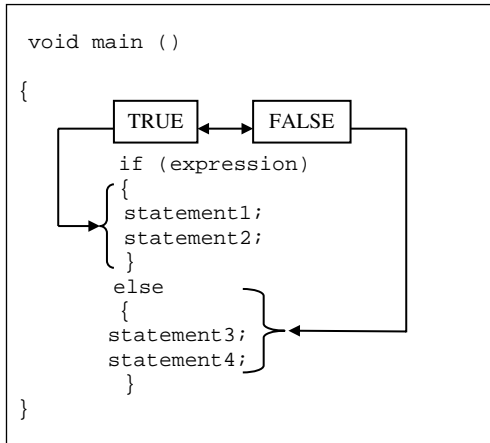 void main ()
{
TRUE FALSE
if (expression)
{
statement1;
statement2;
}
else
{
statement3;
statement4;
}
}